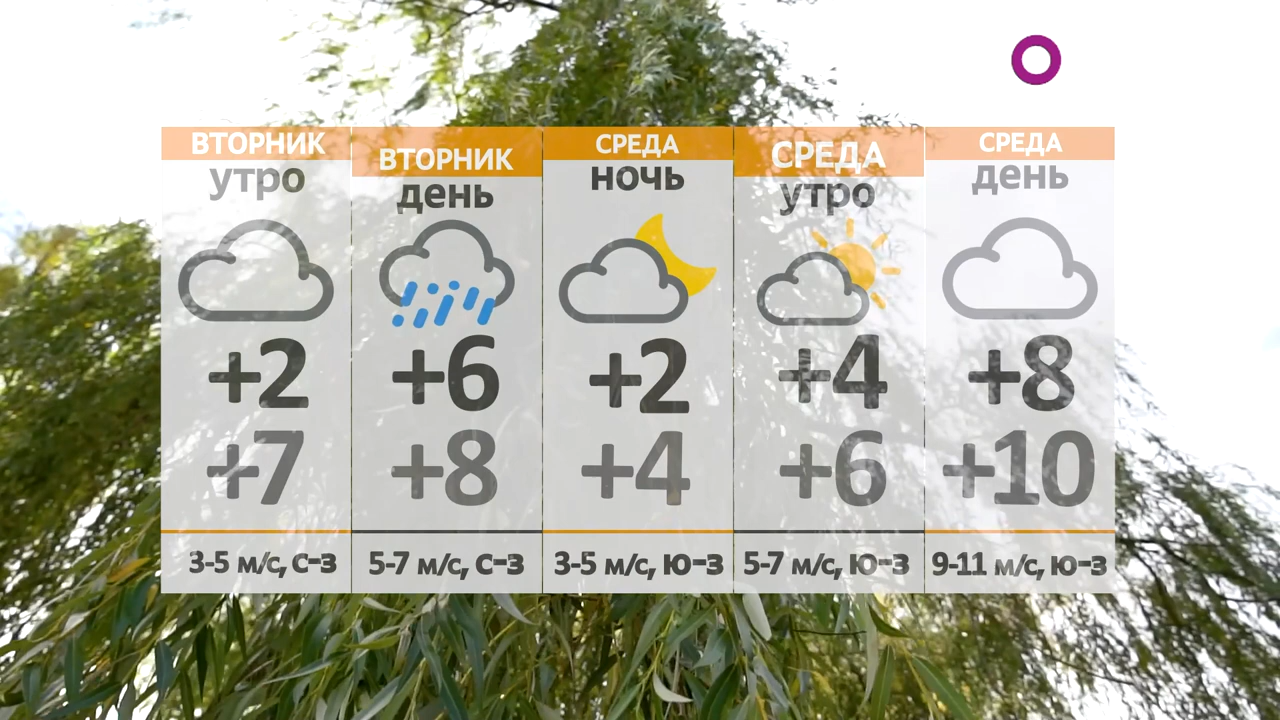 ВТОРНИК
утро
+2
+7
3-5 м/с, с-з
ВТОРНИК
день
+6
+8
5-7 м/с, с-з
СРЕДА
ночь
+2
+4
3-5 м/с, ю-з
СРЕДА
утро
+4
+6
5-7 м/с, ю-з
СРЕДА
день
+8
+10
9-11 м/с, ю-з